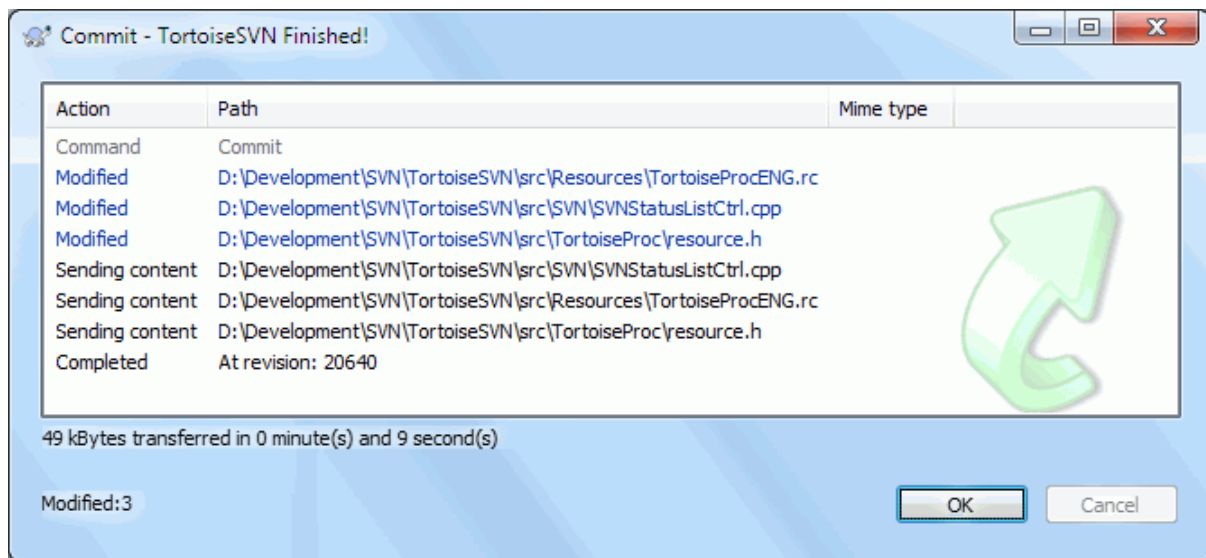 Commit - TortoiseSVN Finished!
Action Path Mime type
Command Commit
Modified D:\Development\SVN\TortoiseSVN\src\Resources\TortoiseProcENG.rc
Modified D:\Development\SVN\TortoiseSVN\src\SVN\SVNStatusListCtrl.cpp
Modified D:\Development\SVN\TortoiseSVN\src\TortoiseProc\resource.h
Sending content D:\Development\SVN\TortoiseSVN\src\SVN\SVNStatusListCtrl.cpp
Sending content D:\Development\SVN\TortoiseSVN\src\Resources\TortoiseProcENG.rc
Sending content D:\Development\SVN\TortoiseSVN\src\TortoiseProc\resource.h
Completed At revision: 20640
49 kBytes transferred in 0 minute(s) and 9 second(s)
Modified:3
OK Cancel